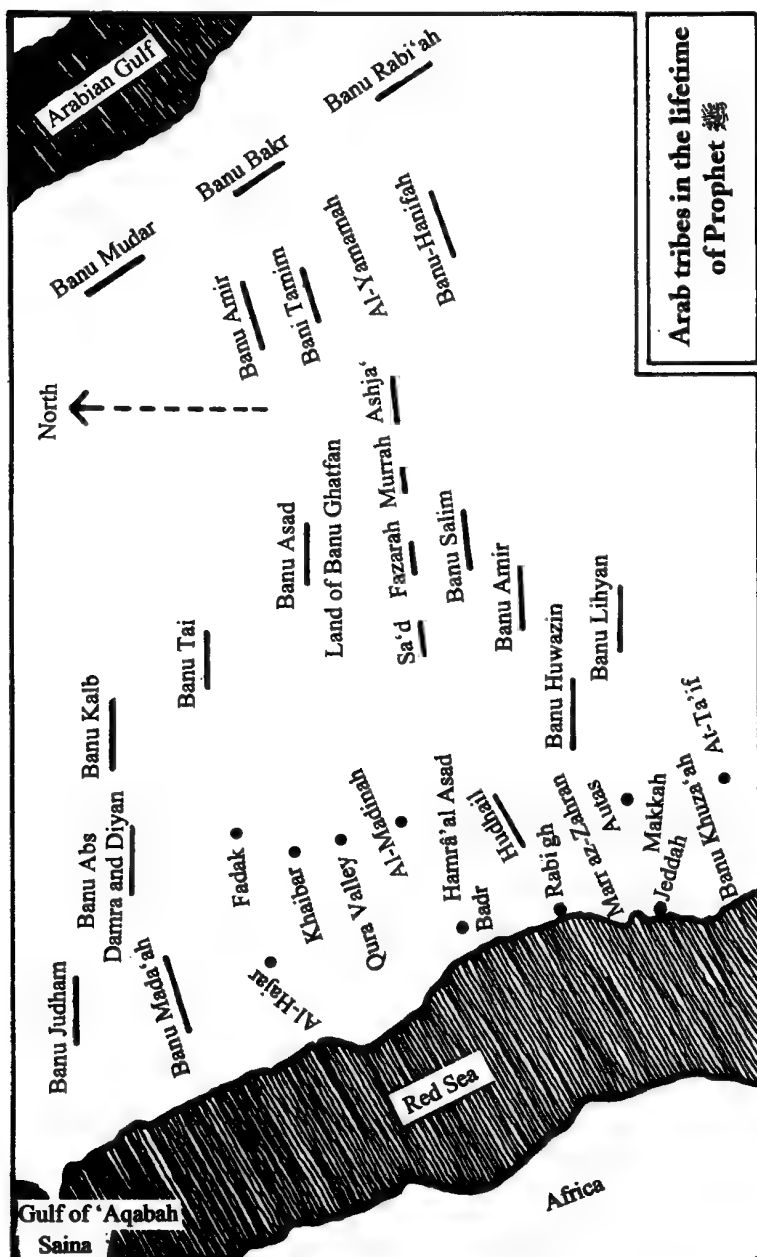 Arab tribes in the lifetime
of Prophet ﷺ
North
Arabian Gulf
Banu Rabi‘ah
Banu Bakr
Banu Mudar
Banu Amir
Bani Tamim
Al-Yamamah
Banu-Hanifah
Banu Asad
Land of Banu Ghatfan
Sa‘d
Fazarah
Murrah
Ashja‘
Banu Salim
Banu Amir
Banu Huwazin
Banu Lihyan
Banu Tai
Banu Kalb
Banu Abs
Damra and Diyan
Banu Judham
Banu Mada‘ah
Fadak
Khaibar
Al-Hajar
Qura Valley
Al-Madinah
Hamrâ’al Asad
Badr
Hudhail
Rabigh
Marr az-Zahran
Autas
Makkah
Jeddah
Banu Khuza‘ah
At-Ta’if
Red Sea
Africa
Gulf of ‘Aqabah
Saina